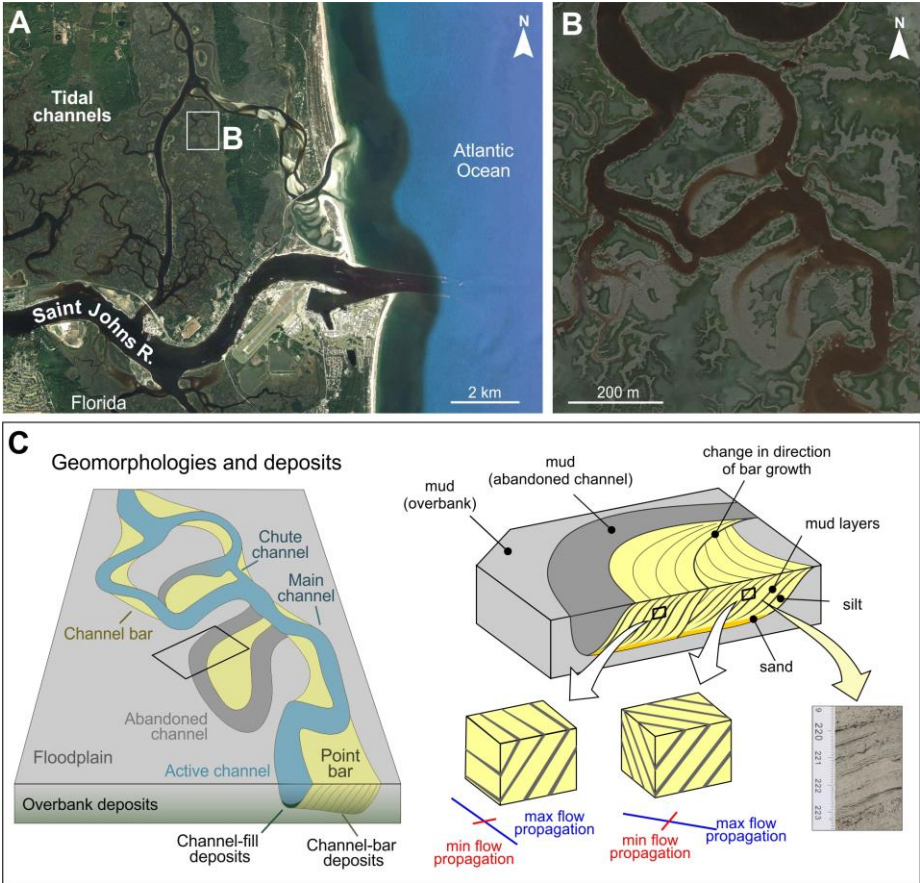 A
N
Tidal
channels
B
Atlantic
Ocean
Saint Johns R.
Florida
2 km
B
N
200 m
C
Geomorphologies and deposits
Chute
channel
Main
channel
Channel bar
Abandoned
channel
Floodplain
Active channel
Point
bar
Overbank deposits
Channel-fill
deposits
Channel-bar
deposits
mud
(overbank)
mud
(abandoned channel)
change in direction
of bar growth
mud layers
silt
sand
max flow
propagation
min flow
propagation
max flow
propagation
min flow
propagation
9
220
221
222
223